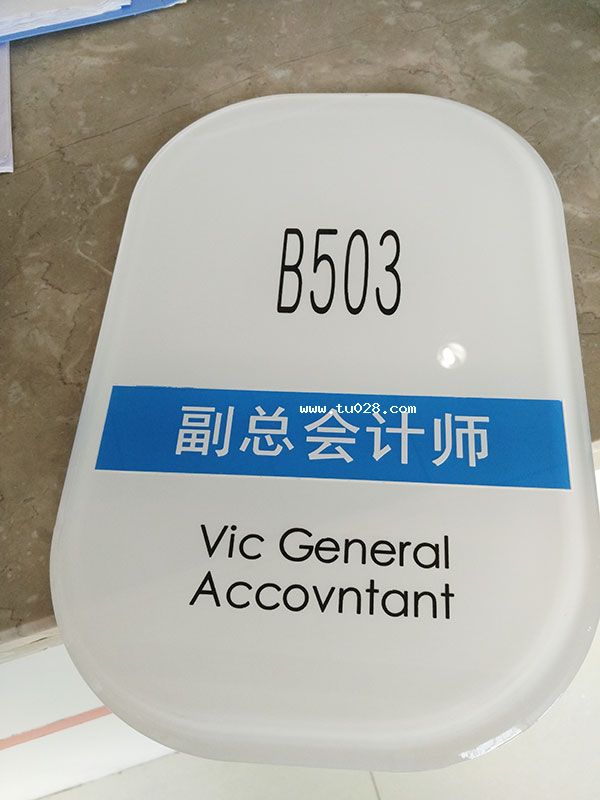 B503
www.tu028.com
副总会计师
Vic General
Accovntant